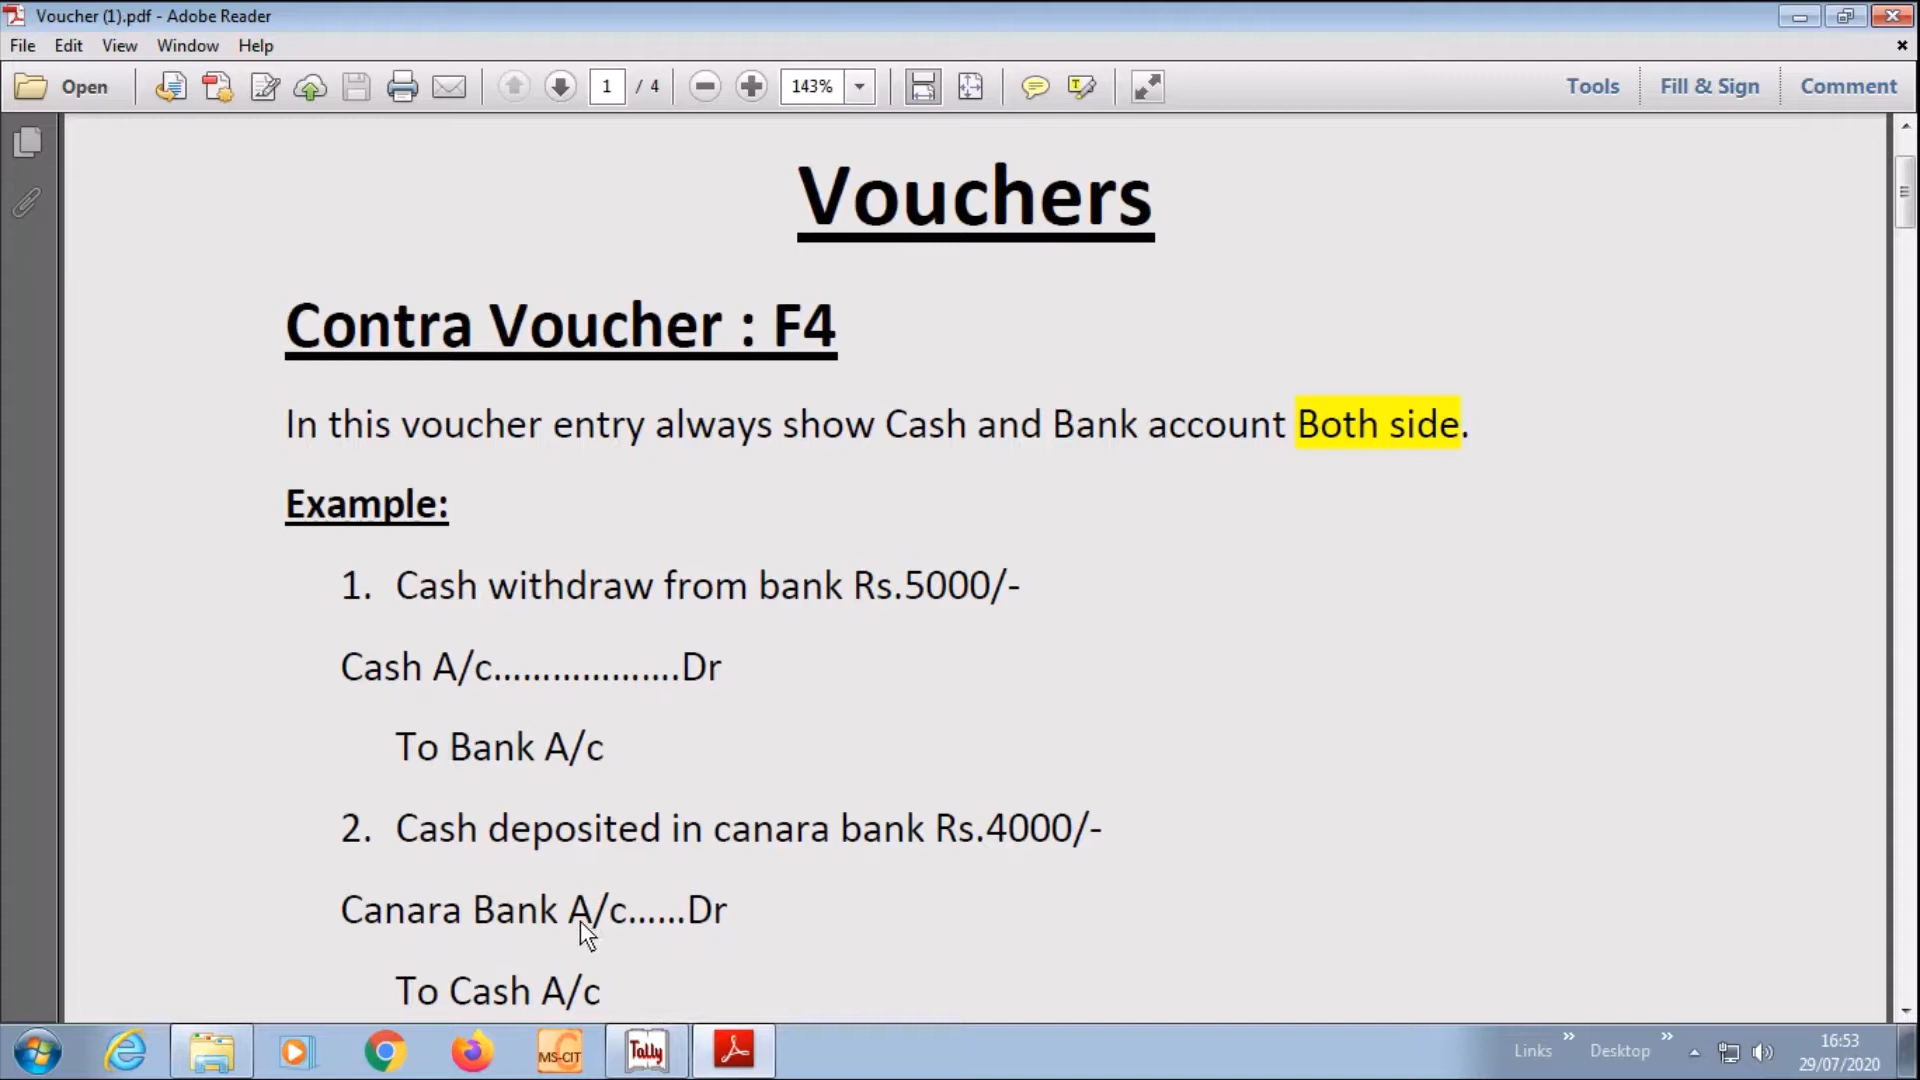 Voucher (1).pdf - Adobe Reader
File Edit View Window Help
Open 1 / 4 143% Tools Fill & Sign Comment
Vouchers
Contra Voucher : F4
In this voucher entry always show Cash and Bank account Both side.
Example:
1. Cash withdraw from bank Rs.5000/-
Cash A/c...................Dr
To Bank A/c
2. Cash deposited in canara bank Rs.4000/-
Canara Bank A/c......Dr
To Cash A/c
MS-CIT Tally Links » Desktop » 16:53
29/07/2020